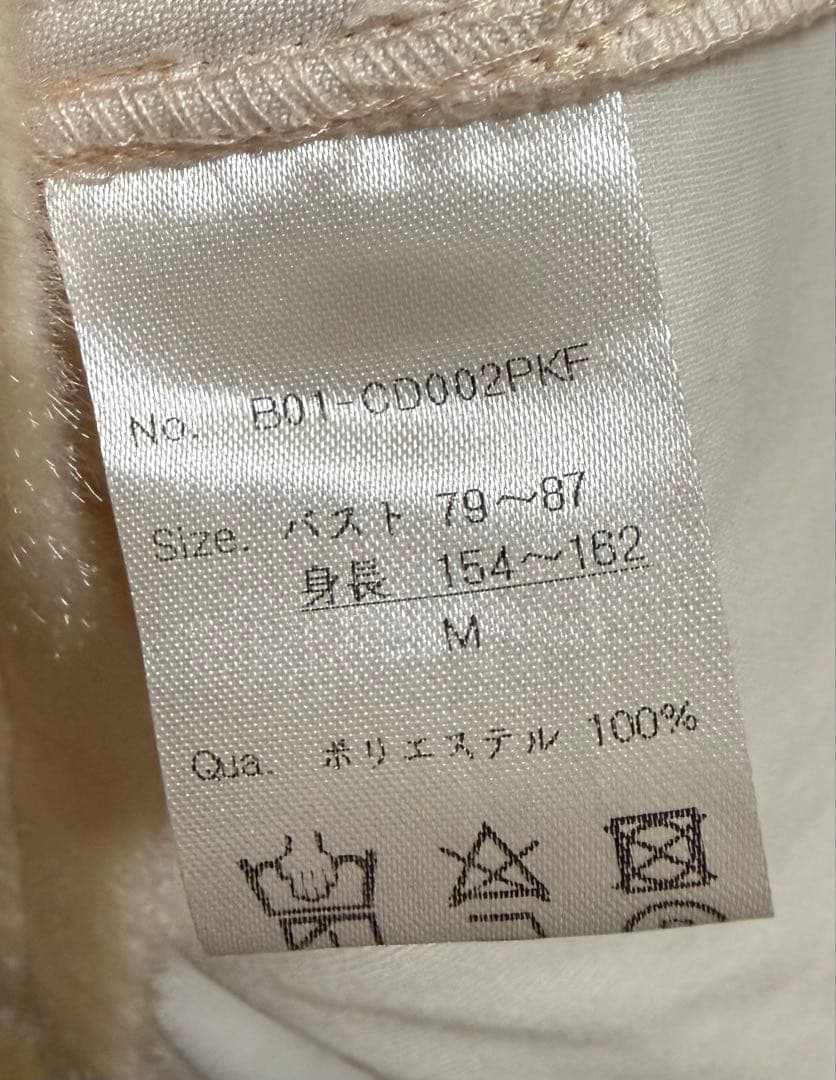 No. B01-CD002PKF
Size. バスト 79～87
身長 154～162
M
Qua. ポリエステル 100%